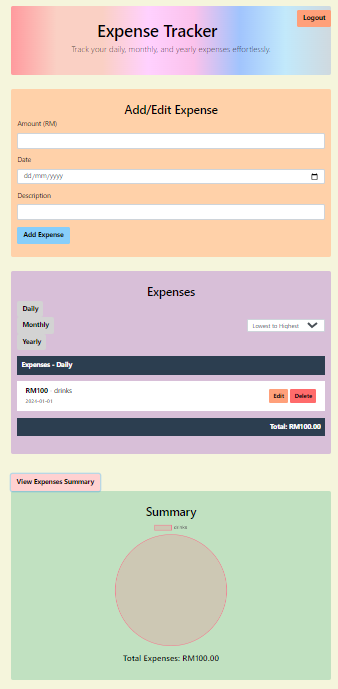 Logout
Expense Tracker
Track your daily, monthly, and yearly expenses effortlessly.
Add/Edit Expense
Amount (RM)
Date
dd/mm/yyyy
Description
Add Expense
Expenses
Daily
Monthly
Lowest to Highest
Yearly
Expenses - Daily
RM100 - drinks
2024-01-01
Edit
Delete
Total: RM100.00
View Expenses Summary
Summary
Total Expenses: RM100.00